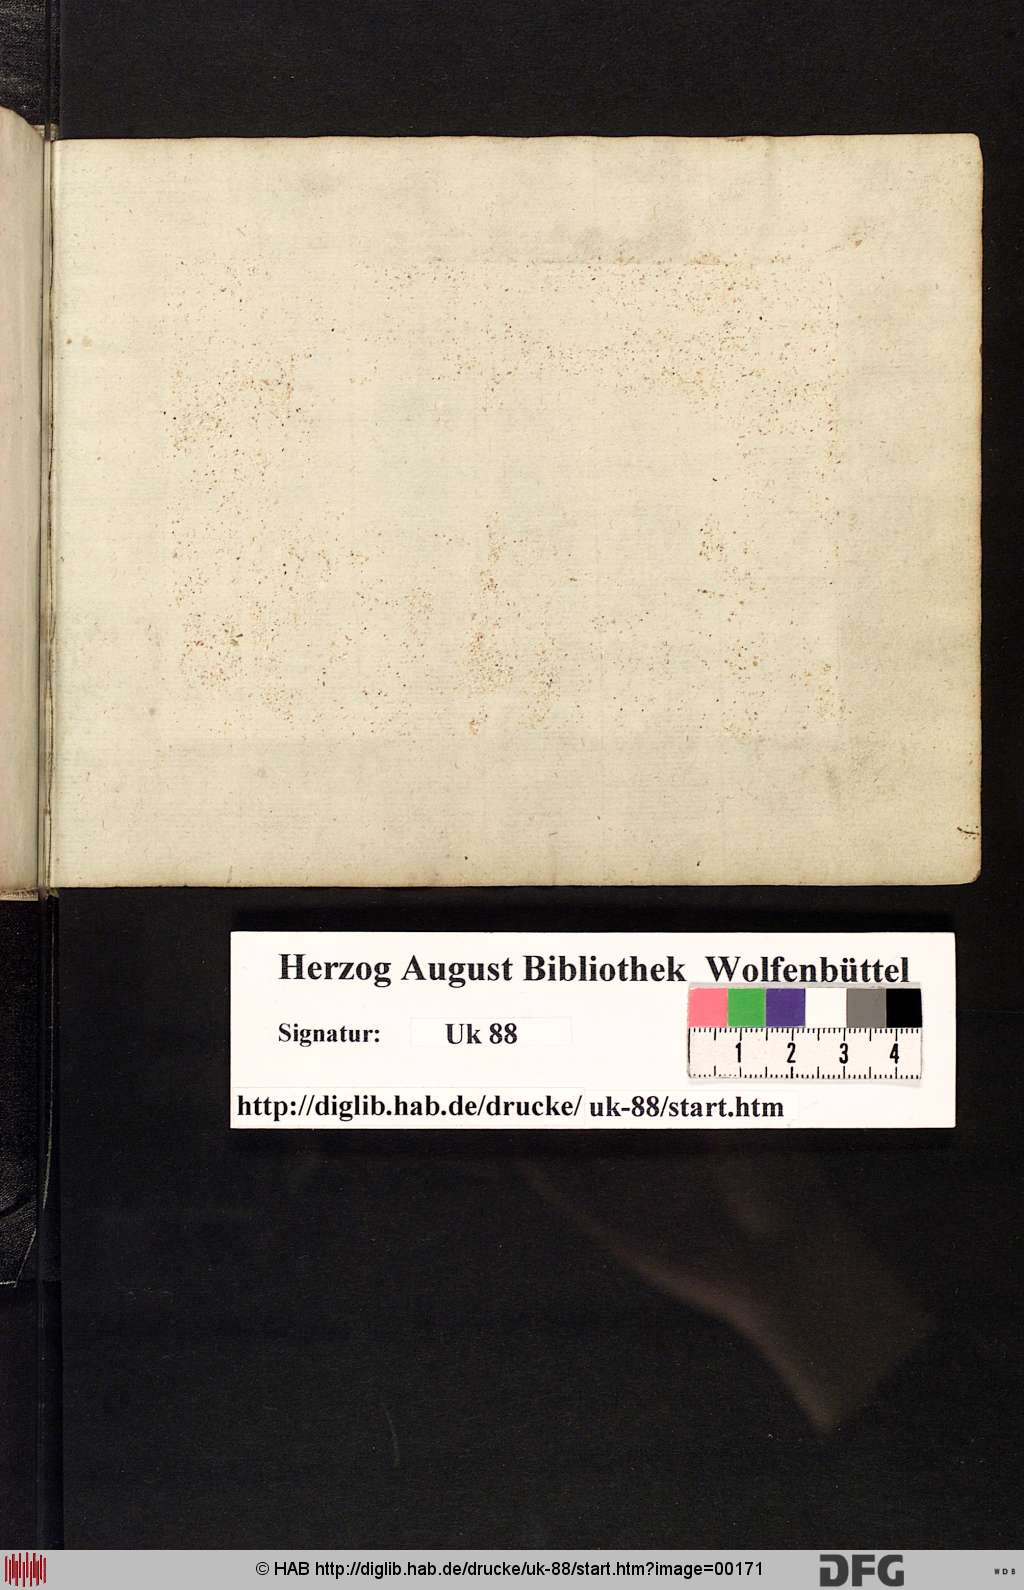 Herzog August Bibliothek Wolfenbüttel
Signatur: Uk 88
1 2 3 4
http://diglib.hab.de/drucke/ uk-88/start.htm
© HAB http://diglib.hab.de/drucke/uk-88/start.htm?image=00171
DFG
WDB